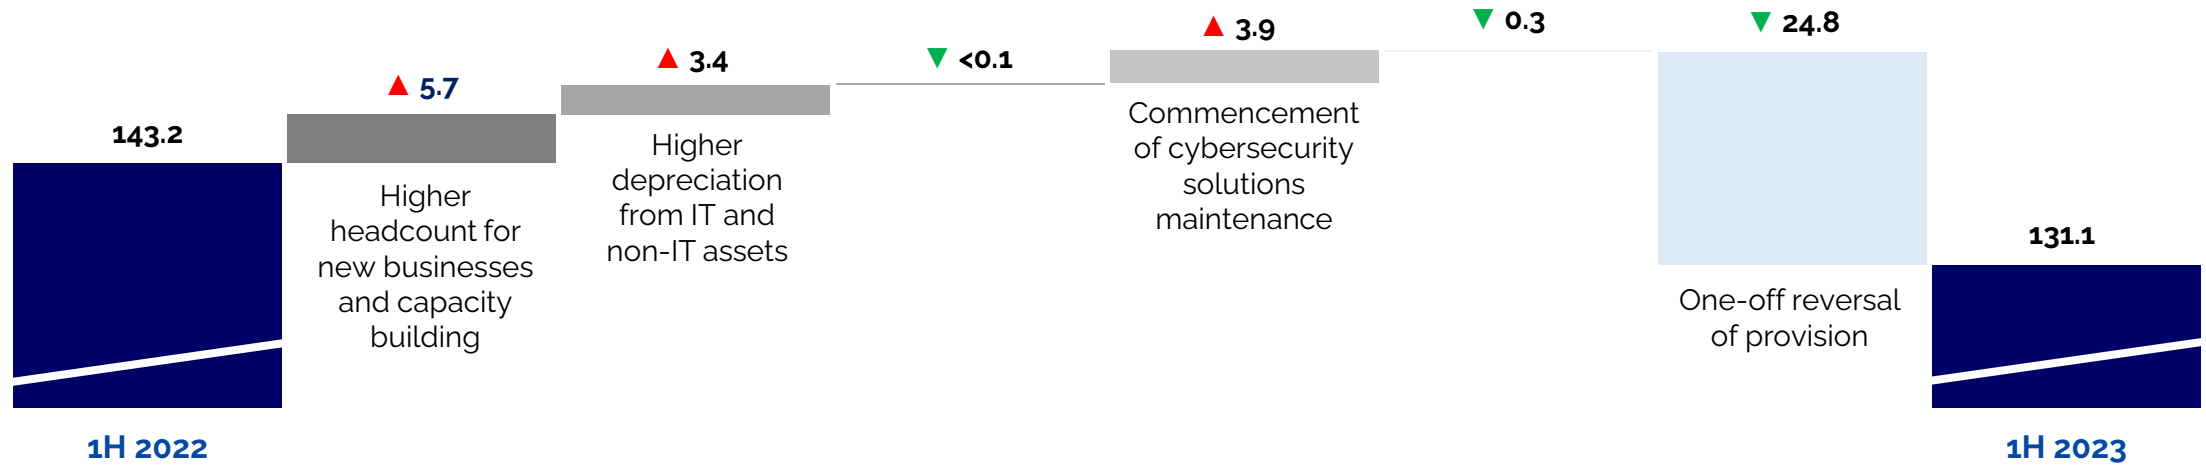 143.2
1H 2022
▲ 5.7
Higher
headcount for
new businesses
and capacity
building
▲ 3.4
Higher
depreciation
from IT and
non-IT assets
▼ <0.1
▲ 3.9
Commencement
of cybersecurity
solutions
maintenance
▼ 0.3
▼ 24.8
One-off reversal
of provision
131.1
1H 2023